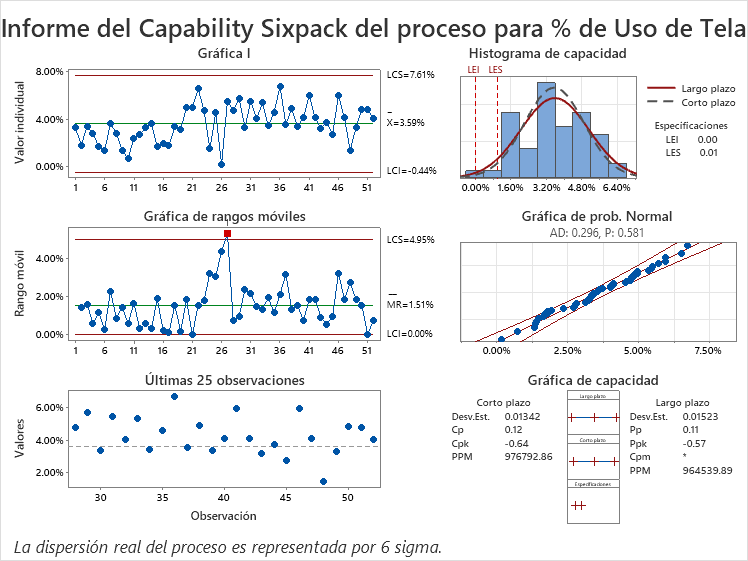 Informe del Capability Sixpack del proceso para % de Uso de Tela
Gráfica I
Valor individual
8.00%
4.00%
0.00%
1 6 11 16 21 26 31 36 41 46 51
LCS=7.61%
_
X=3.59%
LCI=-0.44%
Histograma de capacidad
LEI LES
0.00% 1.60% 3.20% 4.80% 6.40%
Largo plazo
Corto plazo
Especificaciones
LEI 0.00
LES 0.01
Gráfica de rangos móviles
Rango móvil
4.00%
2.00%
0.00%
1 6 11 16 21 26 31 36 41 46 51
LCS=4.95%
__
MR=1.51%
LCI=0.00%
Gráfica de prob. Normal
AD: 0.296, P: 0.581
0.00% 2.50% 5.00% 7.50%
Últimas 25 observaciones
Valores
6.00%
4.00%
2.00%
30 35 40 45 50
Observación
Gráfica de capacidad
Corto plazo
Desv.Est. 0.01342
Cp 0.12
Cpk -0.64
PPM 976792.86
Largo plazo
Corto plazo
Especificaciones
Largo plazo
Desv.Est. 0.01523
Pp 0.11
Ppk -0.57
Cpm *
PPM 964539.89
La dispersión real del proceso es representada por 6 sigma.